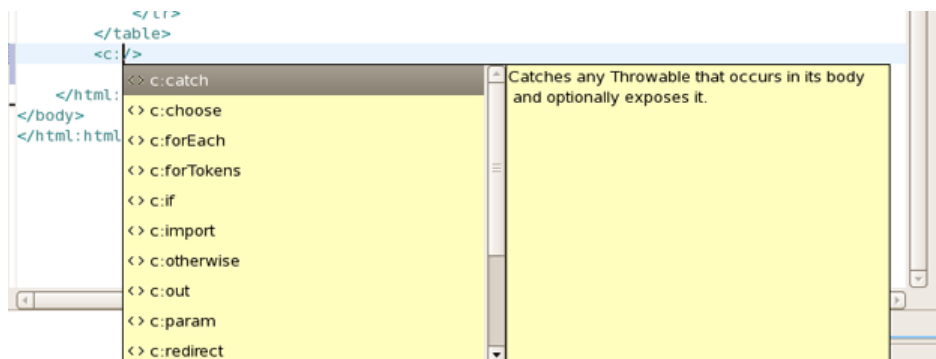 </tr>
</table>
<c:/>
</html:
</body>
</html:html
<> c:catch
<> c:choose
<> c:forEach
<> c:forTokens
<> c:if
<> c:import
<> c:otherwise
<> c:out
<> c:param
<> c:redirect
Catches any Throwable that occurs in its body
and optionally exposes it.